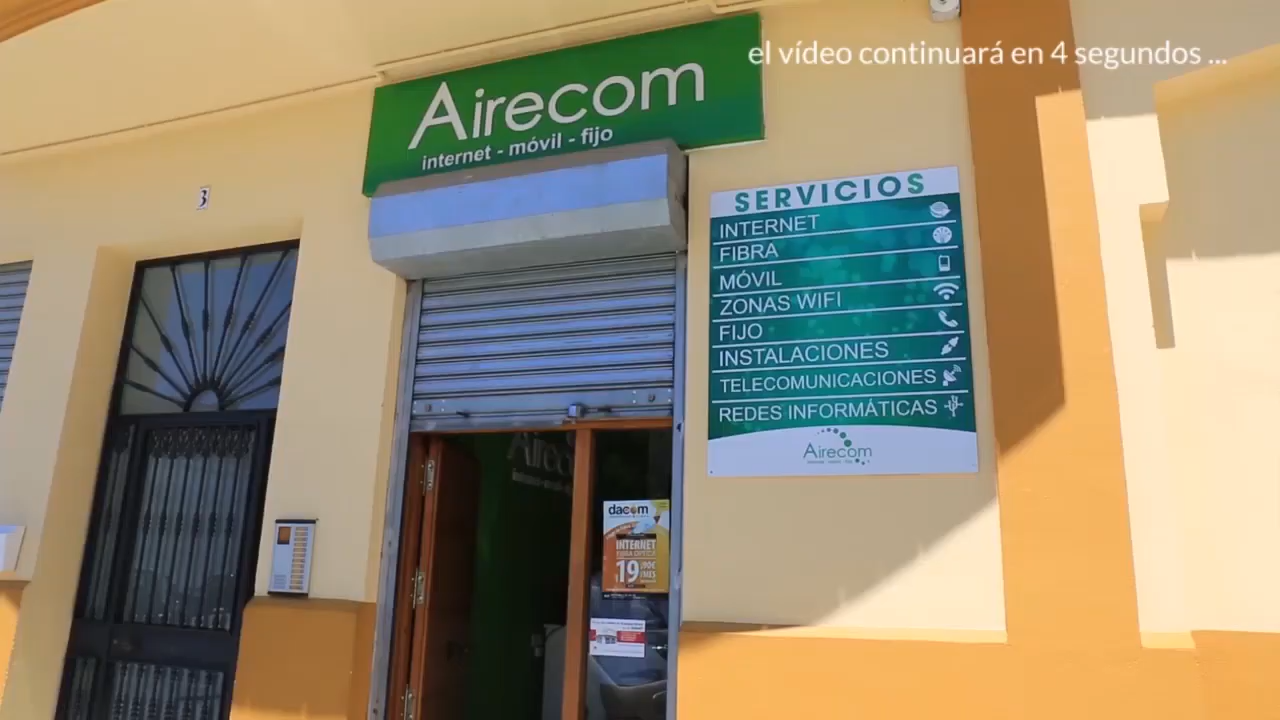 el vídeo continuará en 4 segundos ...
Airecom
internet - móvil - fijo
3
SERVICIOS
INTERNET
FIBRA
MÓVIL
ZONAS WIFI
FIJO
INSTALACIONES
TELECOMUNICACIONES
REDES INFORMÁTICAS
Airecom
Airecom
dacom
INTERNET
19